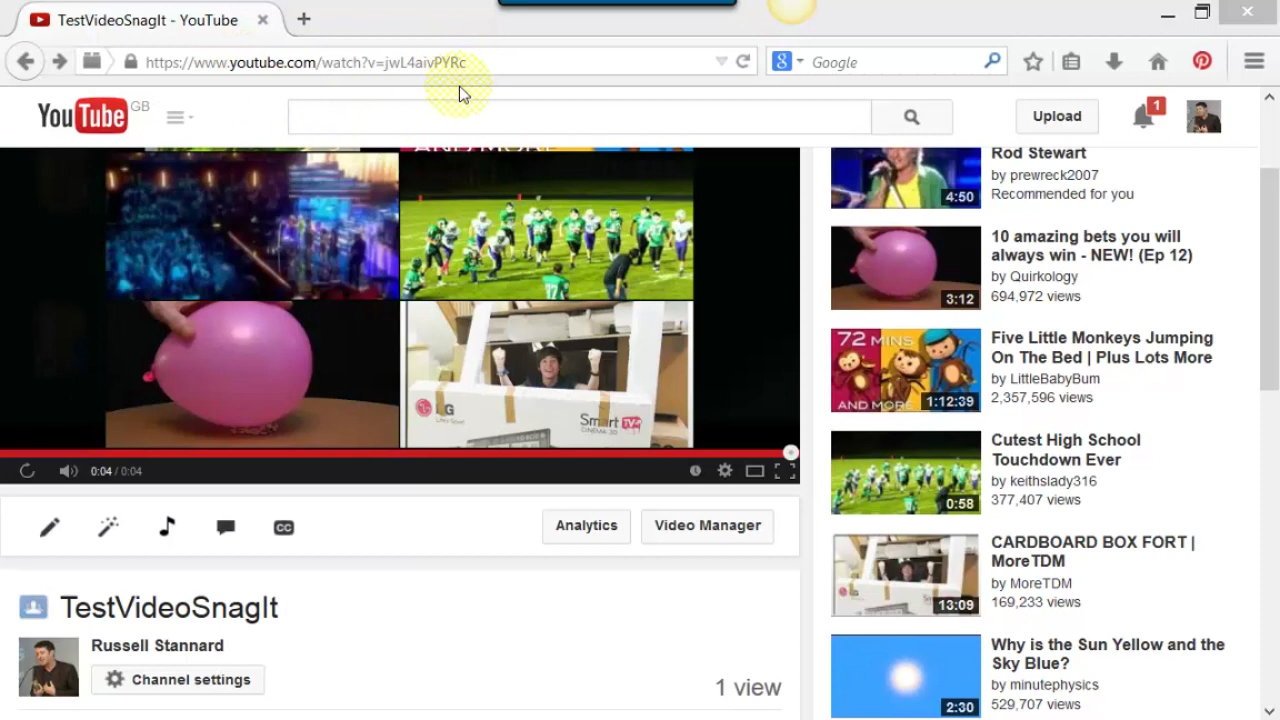 TestVideoSnagIt - YouTube
https://www.youtube.com/watch?v=jwL4aivPYRc
Google
YouTube GB
Upload
1
Rod Stewart
by prewreck2007
Recommended for you
4:50
10 amazing bets you will
always win - NEW! (Ep 12)
by Quirkology
694,972 views
3:12
Five Little Monkeys Jumping
On The Bed | Plus Lots More
by LittleBabyBum
2,357,596 views
72 MINS
AND MORE
1:12:39
Cutest High School
Touchdown Ever
by keithslady316
377,407 views
0:58
CARDBOARD BOX FORT |
MoreTDM
by MoreTDM
169,233 views
13:09
Why is the Sun Yellow and the
Sky Blue?
by minutephysics
529,707 views
2:30
AND MORE
LG
Smart TV
CINEMA 3D
0:04 / 0:04
CC
Analytics
Video Manager
TestVideoSnagIt
Russell Stannard
Channel settings
1 view